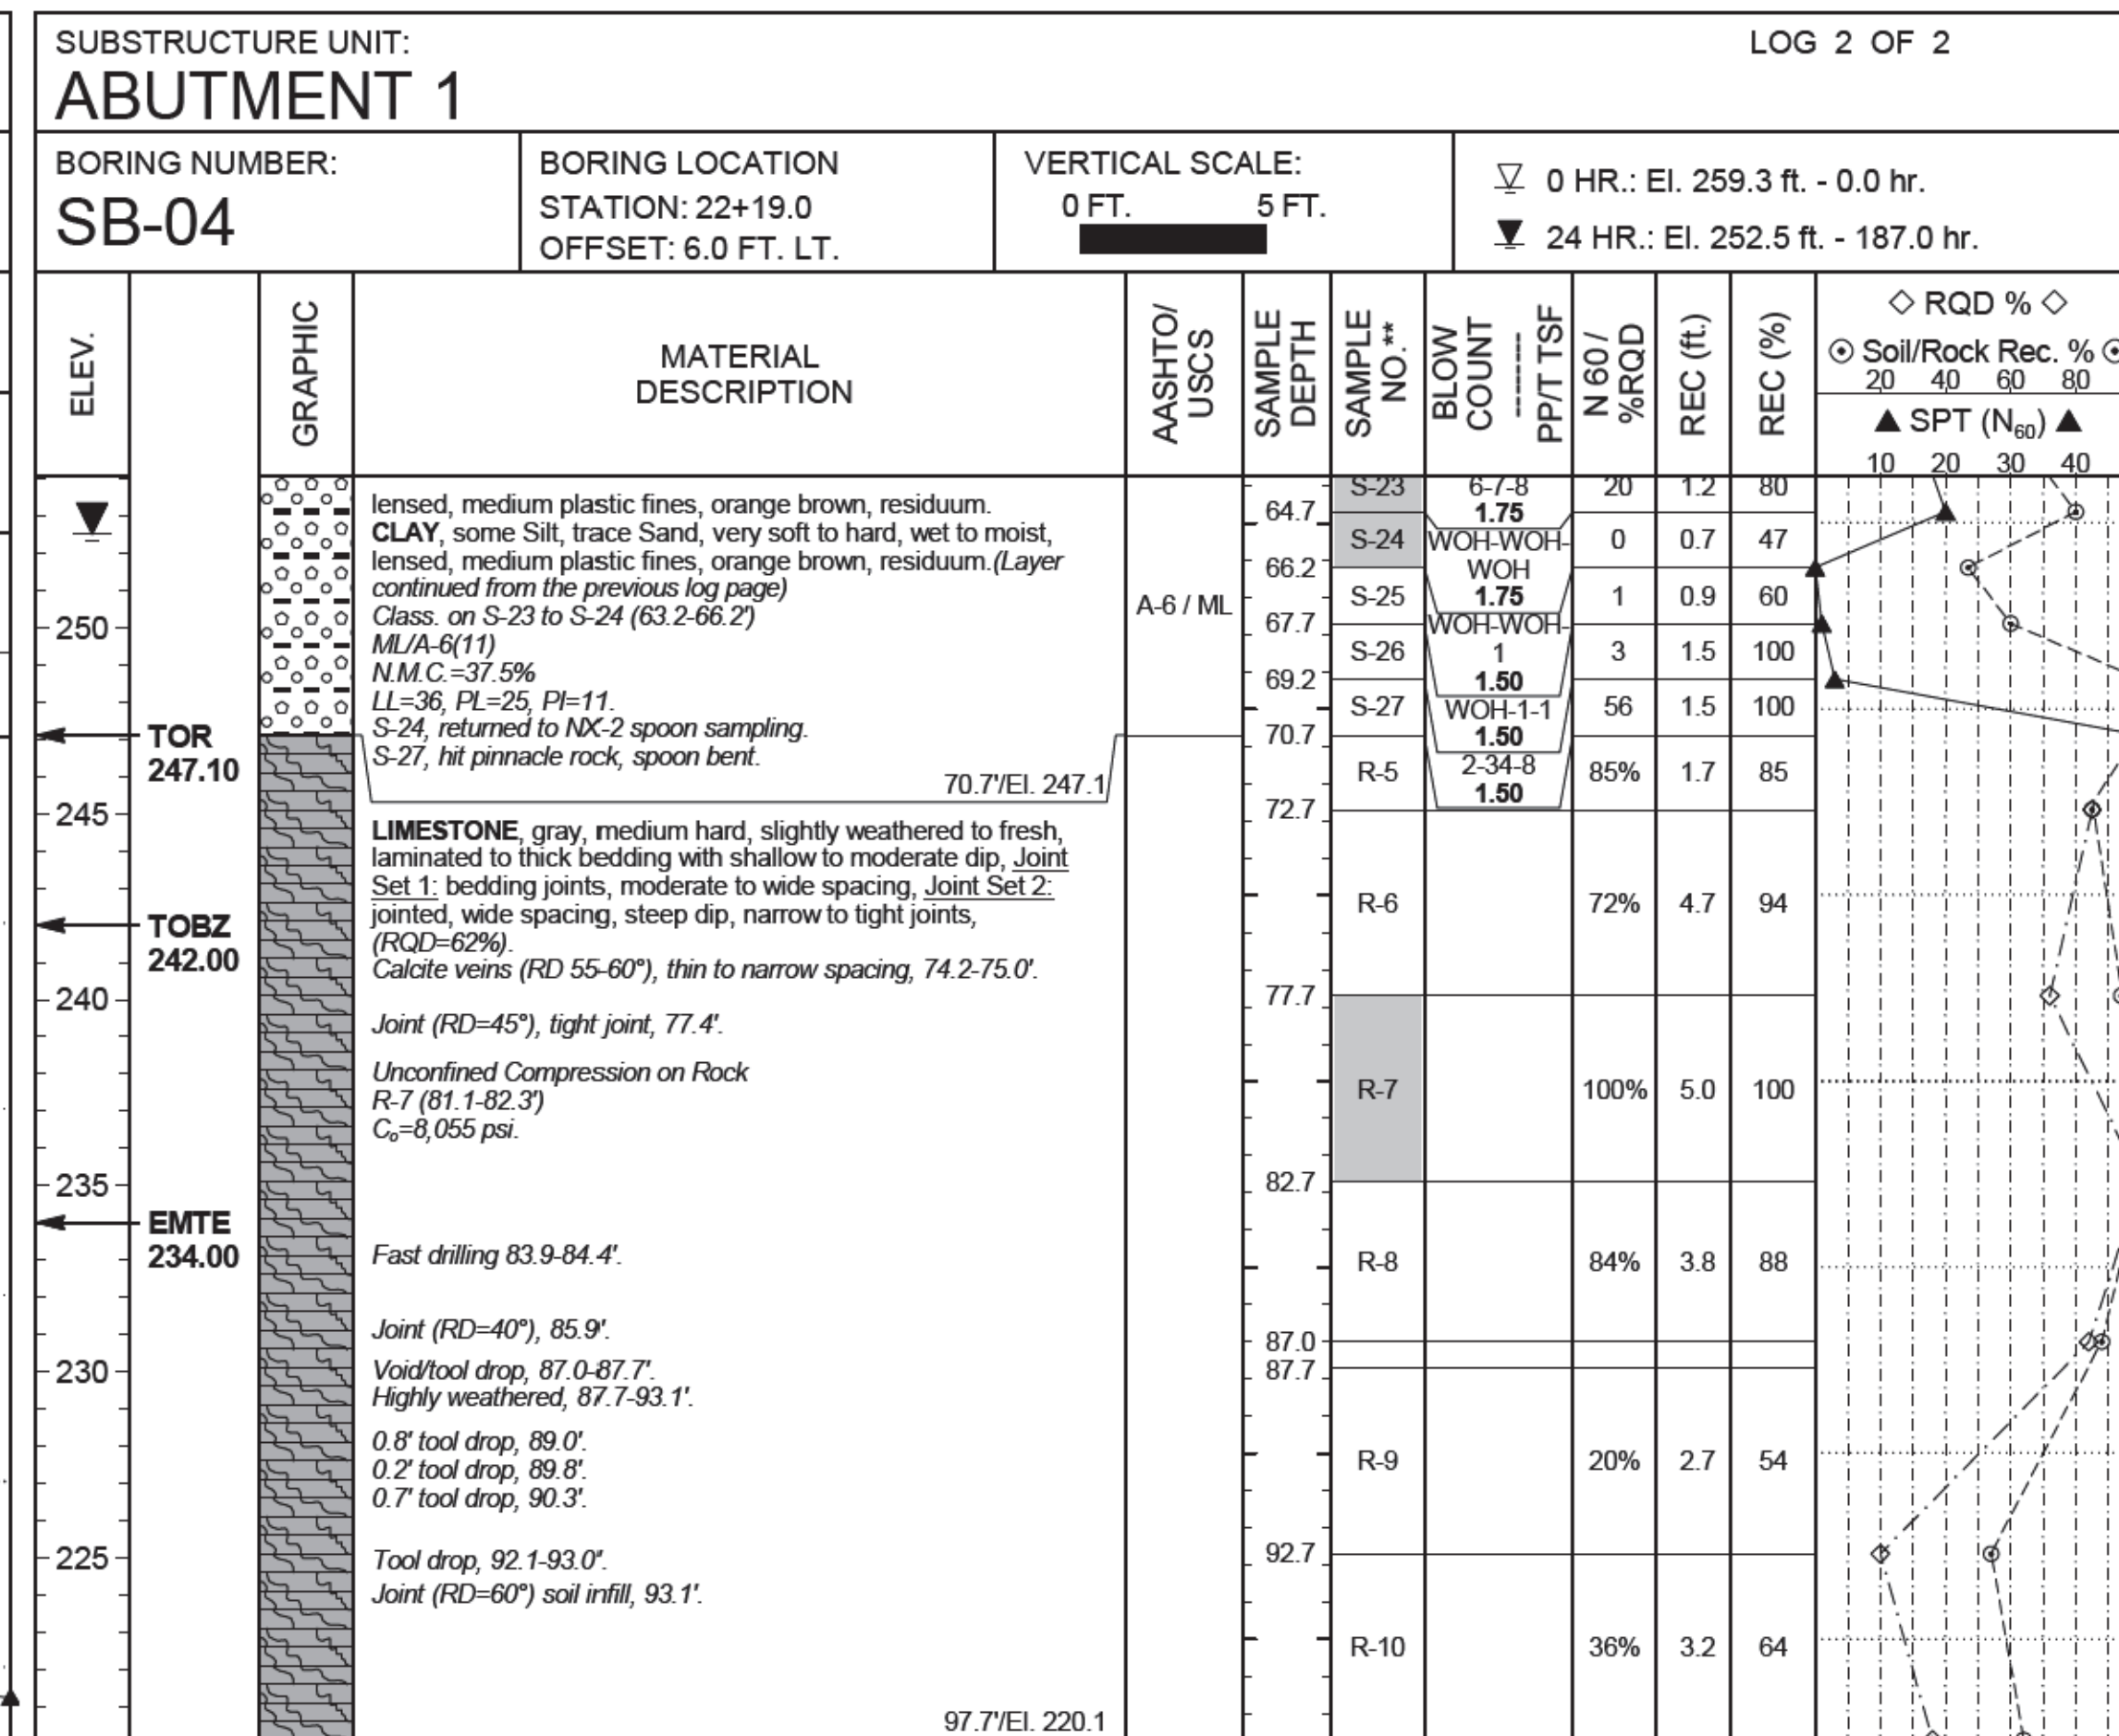 SUBSTRUCTURE UNIT:
ABUTMENT 1
LOG 2 OF 2
BORING NUMBER:
SB-04
BORING LOCATION
STATION: 22+19.0
OFFSET: 6.0 FT. LT.
VERTICAL SCALE:
0 FT. 5 FT.
0 HR.: El. 259.3 ft. - 0.0 hr.
24 HR.: El. 252.5 ft. - 187.0 hr.
ELEV.
GRAPHIC
MATERIAL
DESCRIPTION
AASHTO/
USCS
SAMPLE
DEPTH
SAMPLE
NO.**
BLOW
COUNT
----------
PP/T TSF
N 60 /
%RQD
REC (ft.)
REC (%)
◇ RQD % ◇
⊙ Soil/Rock Rec. % ⊙
20 40 60 80
▲ SPT (N60) ▲
10 20 30 40
lensed, medium plastic fines, orange brown, residuum.
CLAY, some Silt, trace Sand, very soft to hard, wet to moist,
lensed, medium plastic fines, orange brown, residuum.(Layer
continued from the previous log page)
Class. on S-23 to S-24 (63.2-66.2')
ML/A-6(11)
N.M.C.=37.5%
LL=36, PL=25, PI=11.
S-24, returned to NX-2 spoon sampling.
S-27, hit pinnacle rock, spoon bent.
70.7'/El. 247.1
LIMESTONE, gray, medium hard, slightly weathered to fresh,
laminated to thick bedding with shallow to moderate dip, Joint
Set 1: bedding joints, moderate to wide spacing, Joint Set 2:
jointed, wide spacing, steep dip, narrow to tight joints,
(RQD=62%).
Calcite veins (RD 55-60°), thin to narrow spacing, 74.2-75.0'.
Joint (RD=45°), tight joint, 77.4'.
Unconfined Compression on Rock
R-7 (81.1-82.3')
Co=8,055 psi.
Fast drilling 83.9-84.4'.
Joint (RD=40°), 85.9'.
Void/tool drop, 87.0-87.7'.
Highly weathered, 87.7-93.1'.
0.8' tool drop, 89.0'.
0.2' tool drop, 89.8'.
0.7' tool drop, 90.3'.
Tool drop, 92.1-93.0'.
Joint (RD=60°) soil infill, 93.1'.
97.7'/El. 220.1
250
TOR
247.10
245
TOBZ
242.00
240
235
EMTE
234.00
230
225
A-6 / ML
64.7
66.2
67.7
69.2
70.7
72.7
77.7
82.7
87.0
87.7
92.7
S-23
S-24
S-25
S-26
S-27
R-5
R-6
R-7
R-8
R-9
R-10
6-7-8
1.75
WOH-WOH-
WOH
1.75
WOH-WOH-
1
1.50
WOH-1-1
1.50
2-34-8
1.50
20 1.2 80
0 0.7 47
1 0.9 60
3 1.5 100
56 1.5 100
85% 1.7 85
72% 4.7 94
100% 5.0 100
84% 3.8 88
20% 2.7 54
36% 3.2 64